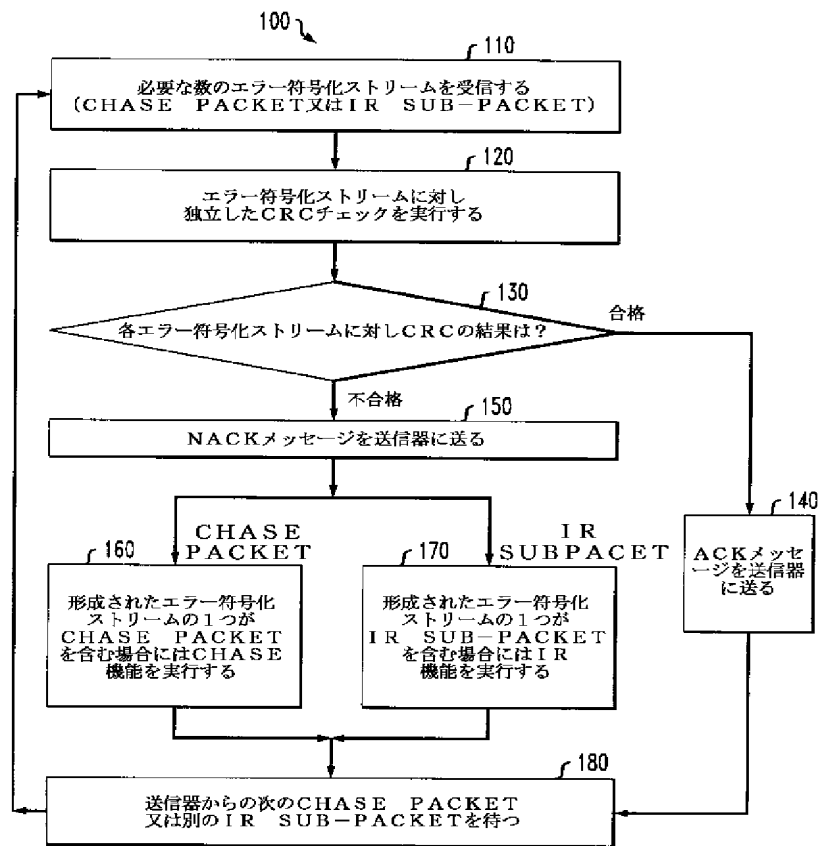 100
110
必要な数のエラー符号化ストリームを受信する
（ＣＨＡＳＥ　ＰＡＣＫＥＴ又はＩＲ　ＳＵＢ－ＰＡＣＫＥＴ）
120
エラー符号化ストリームに対し
独立したＣＲＣチェックを実行する
130
各エラー符号化ストリームに対しＣＲＣの結果は？
合格
不合格
150
ＮＡＣＫメッセージを送信器に送る
140
ＡＣＫメッセ
ージを送信器
に送る
ＣＨＡＳＥ
ＰＡＣＫＥＴ
160
形成されたエラー符号化
ストリームの１つが
ＣＨＡＳＥ　ＰＡＣＫＥＴ
を含む場合にはＣＨＡＳＥ
機能を実行する
ＩＲ
ＳＵＢＰＡＣＥＴ
170
形成されたエラー符号化
ストリームの１つが
ＩＲ　ＳＵＢ－ＰＡＣＫＥＴ
を含む場合にはＩＲ
機能を実行する
180
送信器からの次のＣＨＡＳＥ　ＰＡＣＫＥＴ
又は別のＩＲ　ＳＵＢ－ＰＡＣＫＥＴを待つ